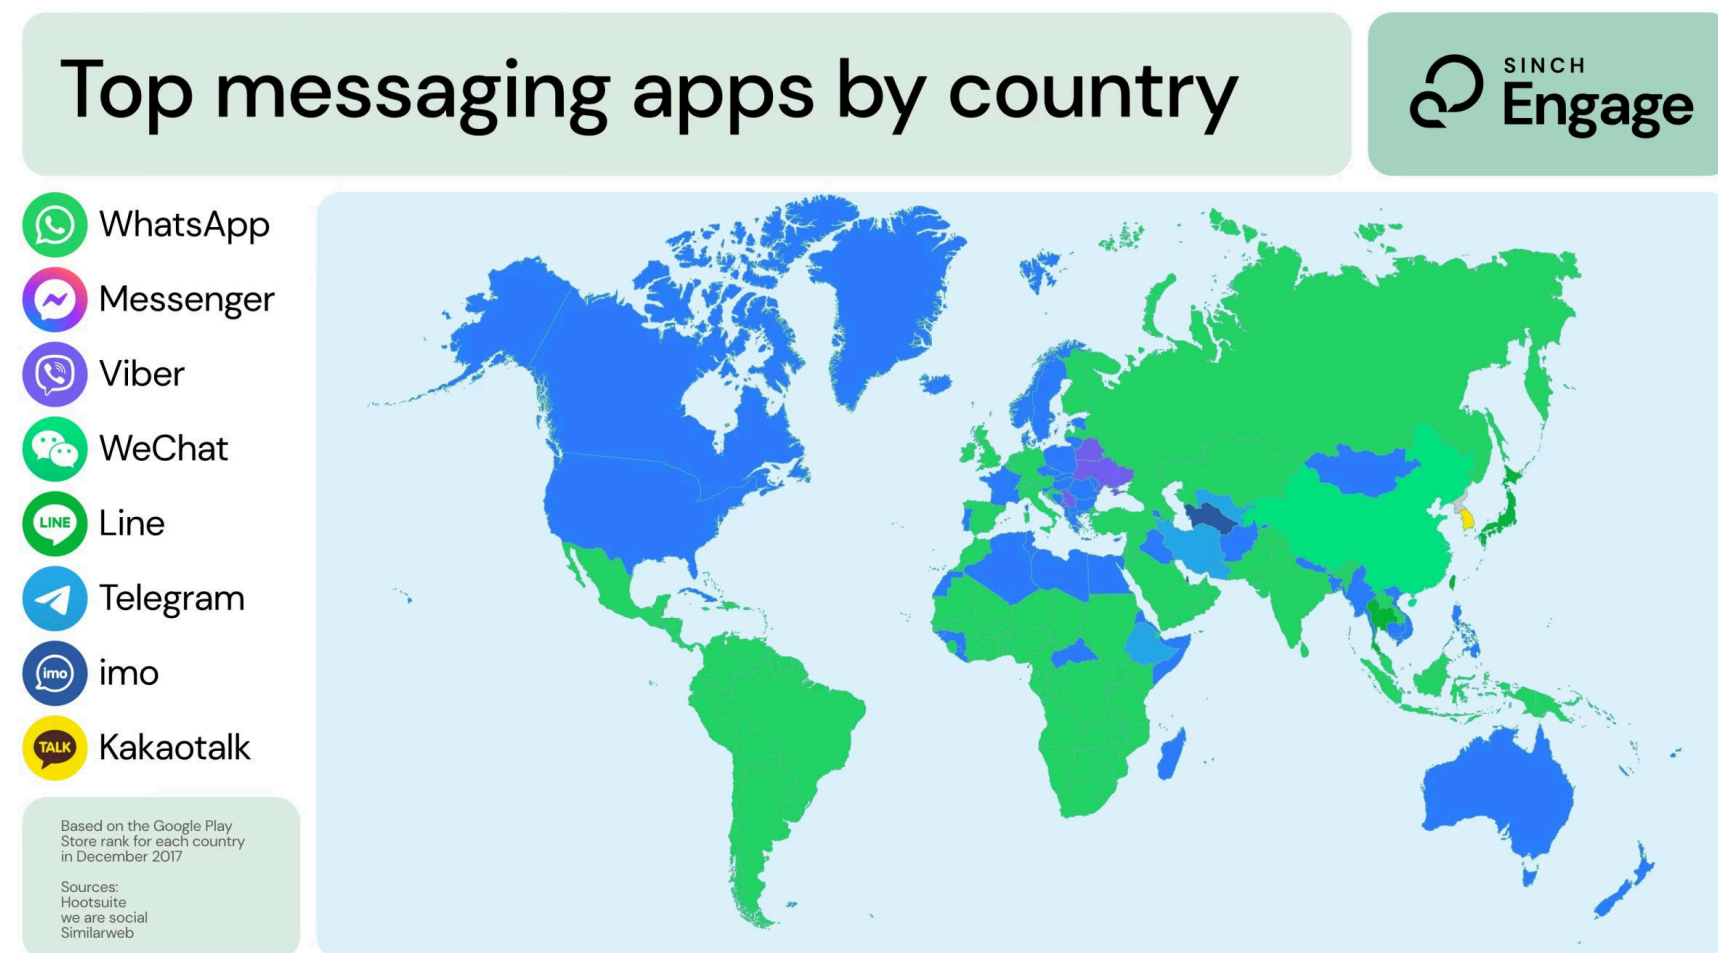 Top messaging apps by country
SINCH
Engage
WhatsApp
Messenger
Viber
WeChat
LINE
Line
Telegram
imo
imo
TALK
Kakaotalk
Based on the Google Play
Store rank for each country
in December 2017
Sources:
Hootsuite
we are social
Similarweb